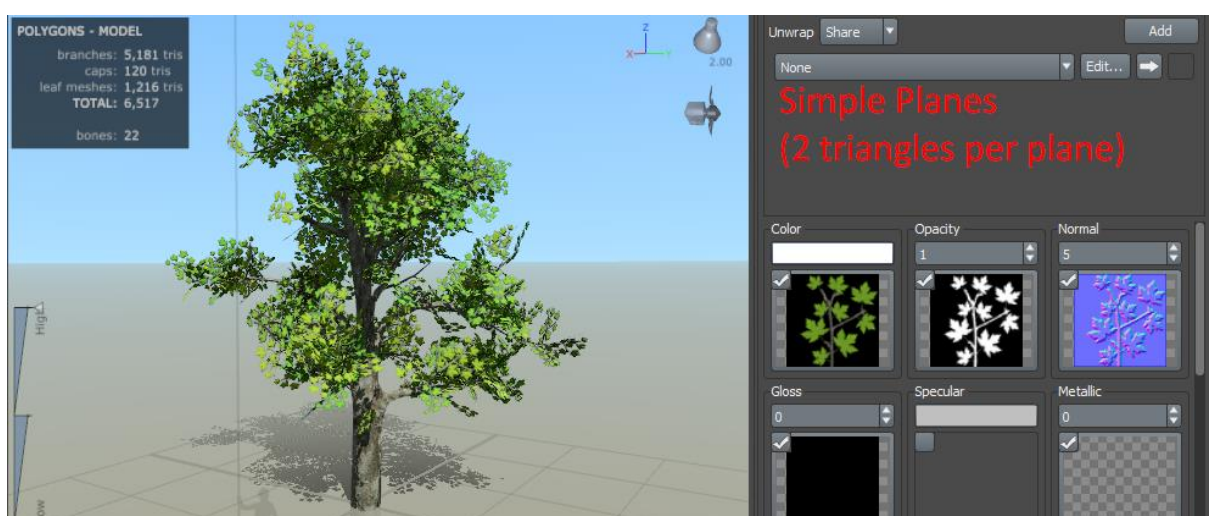 POLYGONS - MODEL
branches: 5,181 tris
caps: 120 tris
leaf meshes: 1,216 tris
TOTAL: 6,517
bones: 22
Z
X
Y
2.00
High
Unwrap Share Add
None Edit...
Simple Planes
(2 triangles per plane)
Color Opacity Normal
1 5
Gloss Specular Metallic
0 0